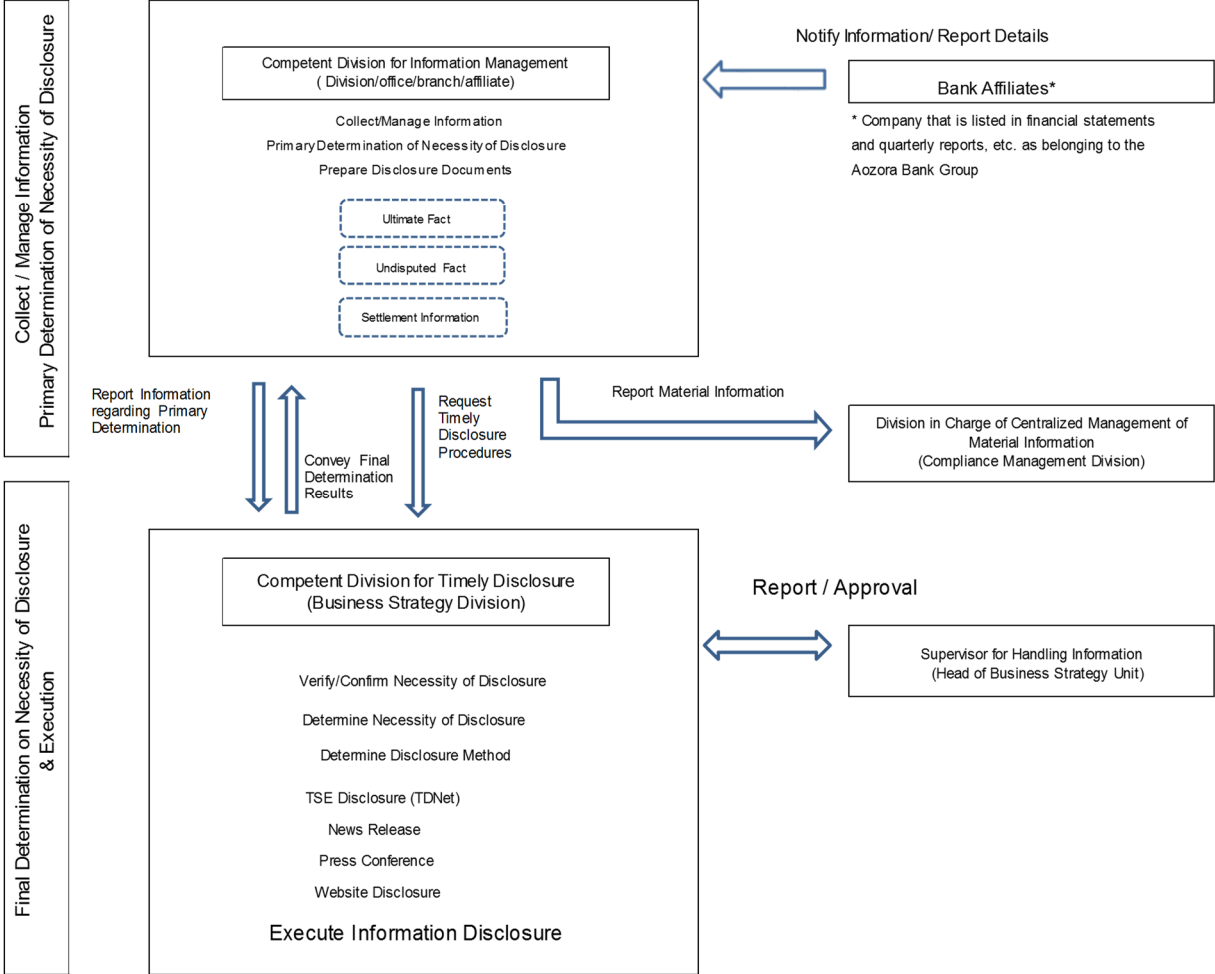 Collect / Manage Information
Primary Determination of Necessity of Disclosure
Competent Division for Information Management
( Division/office/branch/affiliate)
Collect/Manage Information
Primary Determination of Necessity of Disclosure
Prepare Disclosure Documents
Ultimate Fact
Undisputed Fact
Settlement Information
Notify Information/ Report Details
Bank Affiliates*
* Company that is listed in financial statements
and quarterly reports, etc. as belonging to the
Aozora Bank Group
Report Information
regarding Primary
Determination
Convey Final
Determination
Results
Request
Timely
Disclosure
Procedures
Report Material Information
Division in Charge of Centralized Management of
Material Information
(Compliance Management Division)
Final Determination on Necessity of Disclosure
& Execution
Competent Division for Timely Disclosure
(Business Strategy Division)
Verify/Confirm Necessity of Disclosure
Determine Necessity of Disclosure
Determine Disclosure Method
TSE Disclosure (TDNet)
News Release
Press Conference
Website Disclosure
Execute Information Disclosure
Report / Approval
Supervisor for Handling Information
(Head of Business Strategy Unit)